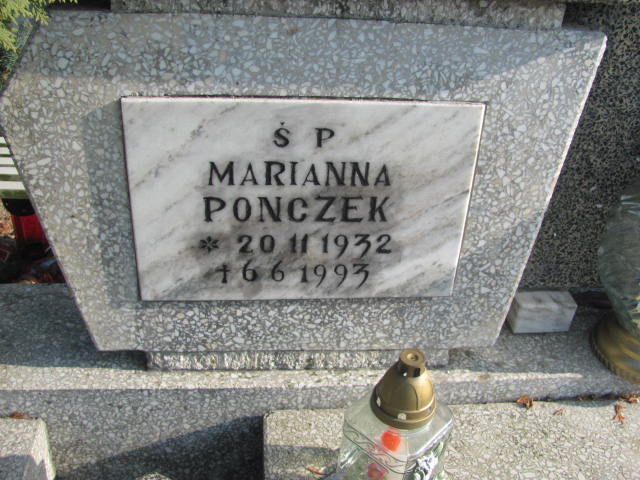 Ś P
MARIANNA
PONCZEK
* 20 11 1932
† 6 6 1993